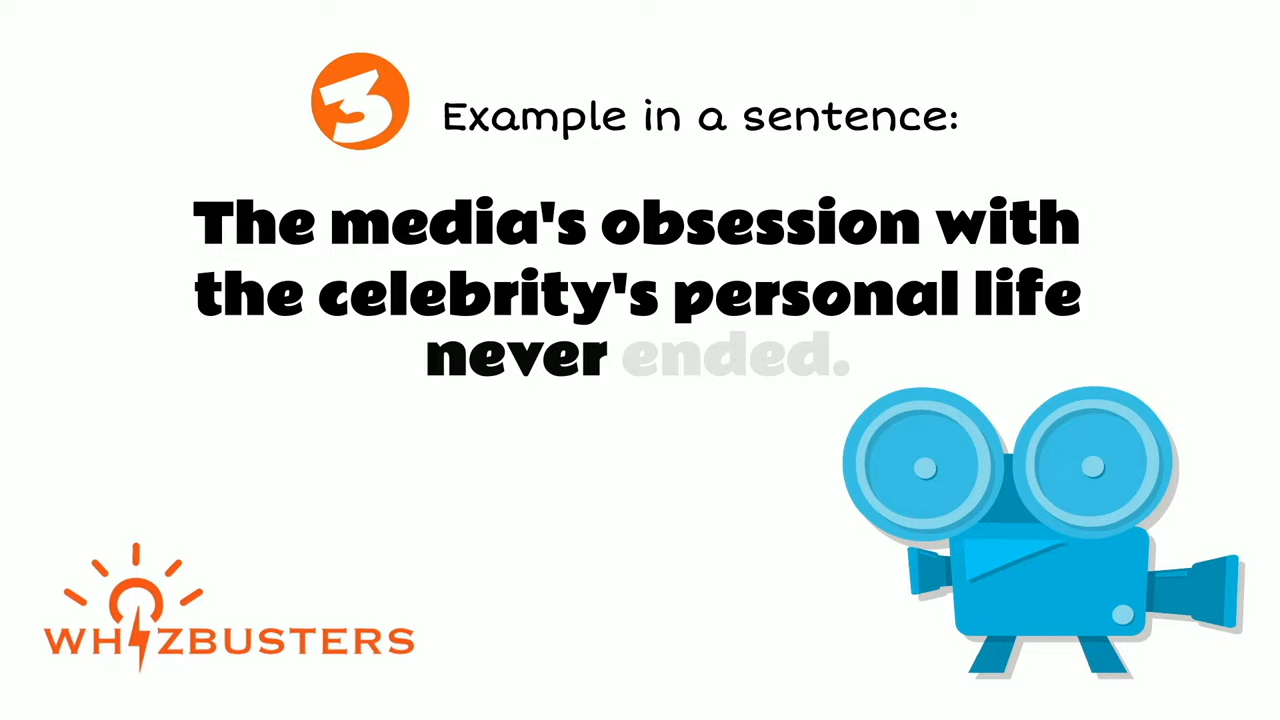 3 Example in a sentence:
The media's obsession with
the celebrity's personal life
never ended.
WHIZBUSTERS